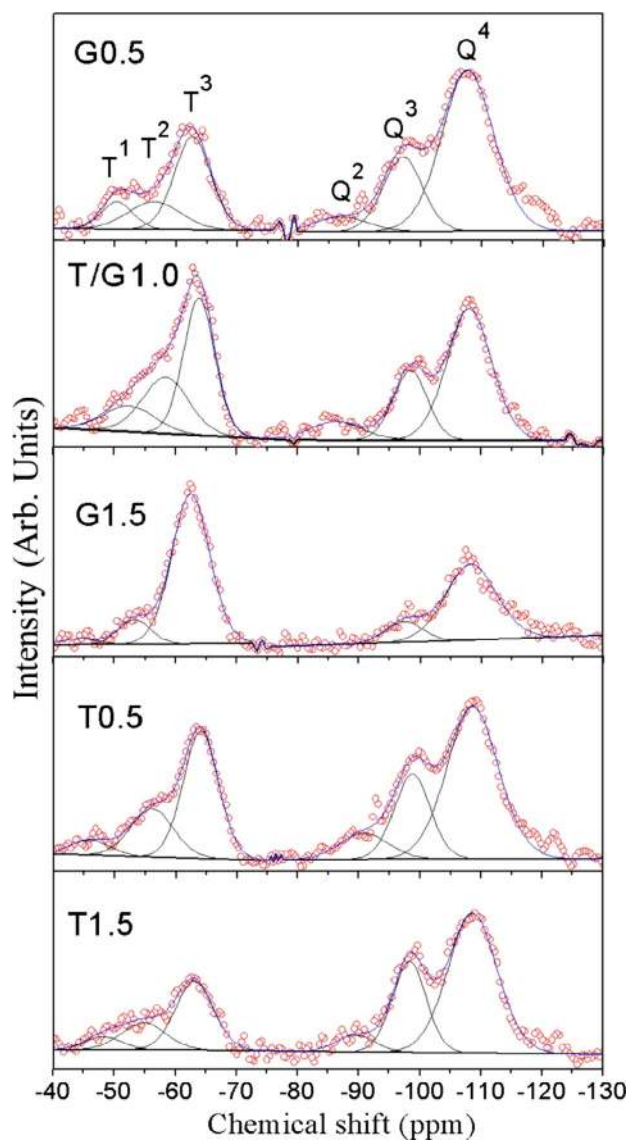 G0.5
T1 T2 T3 Q2 Q3 Q4
T/G1.0
G1.5
T0.5
T1.5
Intensity (Arb. Units)
-40 -50 -60 -70 -80 -90 -100 -110 -120 -130
Chemical shift (ppm)